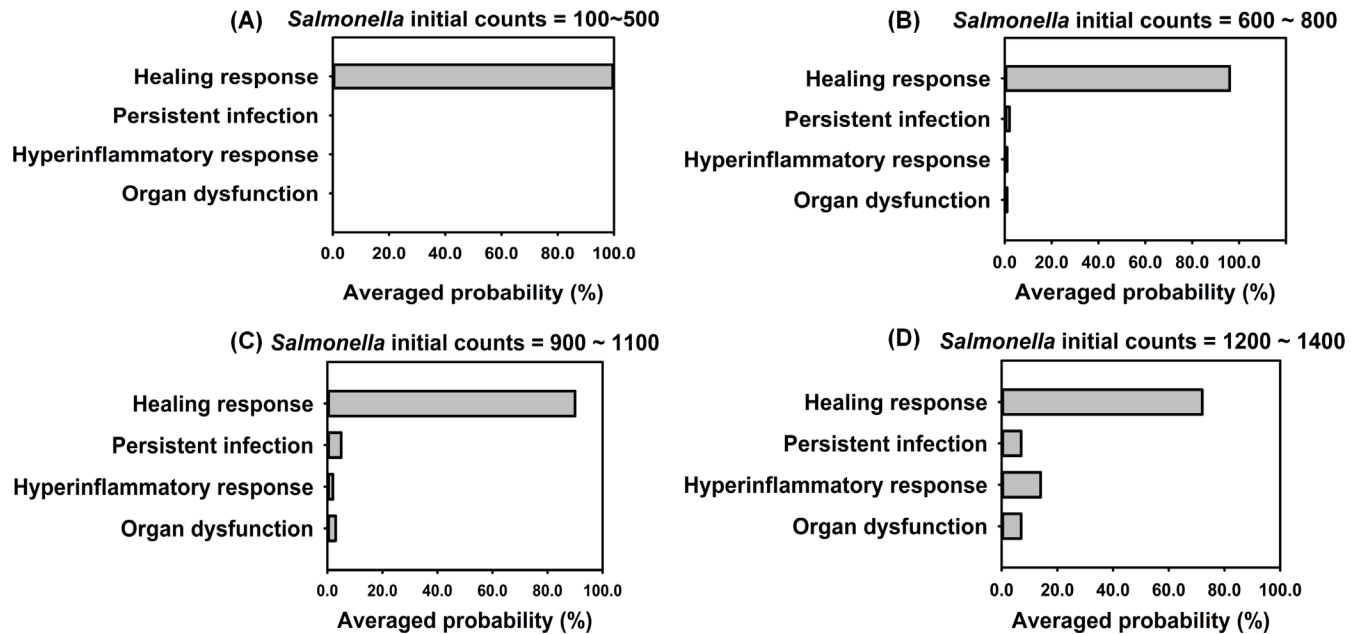 (A) Salmonella initial counts = 100~500
Healing response
Persistent infection
Hyperinflammatory response
Organ dysfunction
0.0 20.0 40.0 60.0 80.0 100.0
Averaged probability (%)
(B) Salmonella initial counts = 600 ~ 800
Healing response
Persistent infection
Hyperinflammatory response
Organ dysfunction
0.0 20.0 40.0 60.0 80.0 100.0
Averaged probability (%)
(C) Salmonella initial counts = 900 ~ 1100
Healing response
Persistent infection
Hyperinflammatory response
Organ dysfunction
0.0 20.0 40.0 60.0 80.0 100.0
Averaged probability (%)
(D) Salmonella initial counts = 1200 ~ 1400
Healing response
Persistent infection
Hyperinflammatory response
Organ dysfunction
0.0 20.0 40.0 60.0 80.0 100.0
Averaged probability (%)